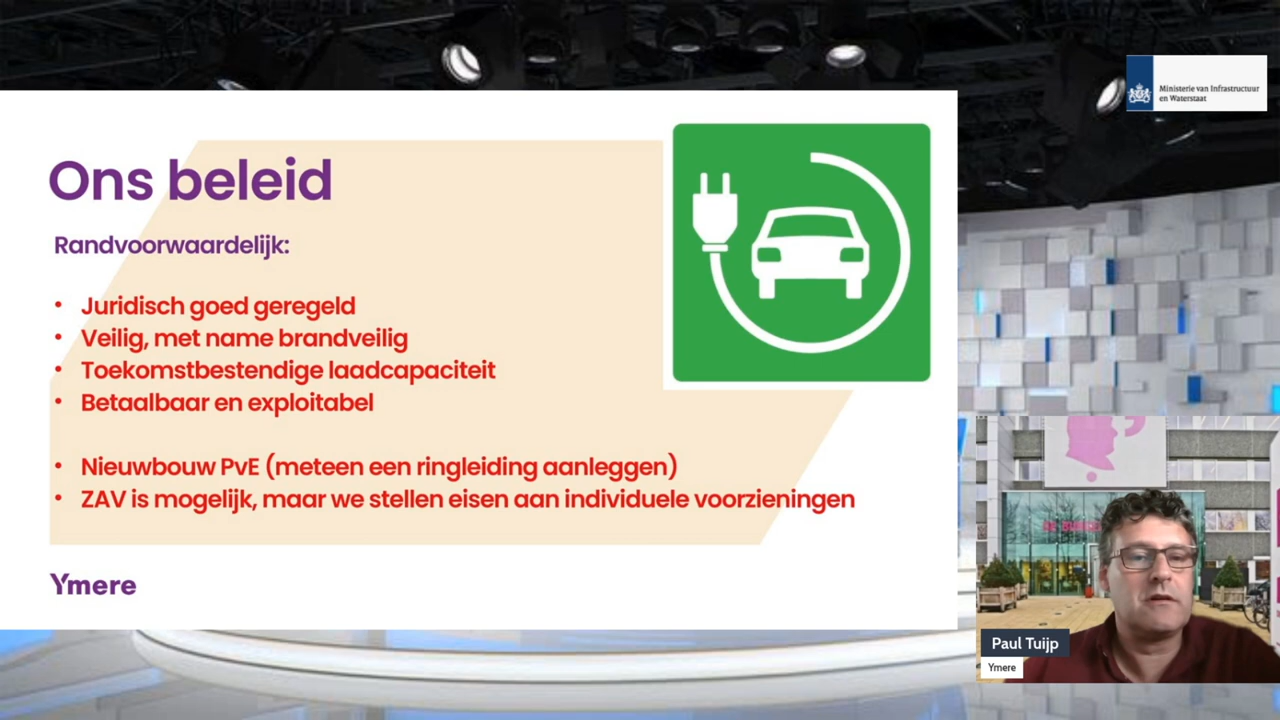 Ministerie van Infrastructuur
en Waterstaat
Ons beleid
Randvoorwaardelijk:
• Juridisch goed geregeld
• Veilig, met name brandveilig
• Toekomstbestendige laadcapaciteit
• Betaalbaar en exploitabel
• Nieuwbouw PvE (meteen een ringleiding aanleggen)
• ZAV is mogelijk, maar we stellen eisen aan individuele voorzieningen
Ymere
Paul Tuijp
Ymere